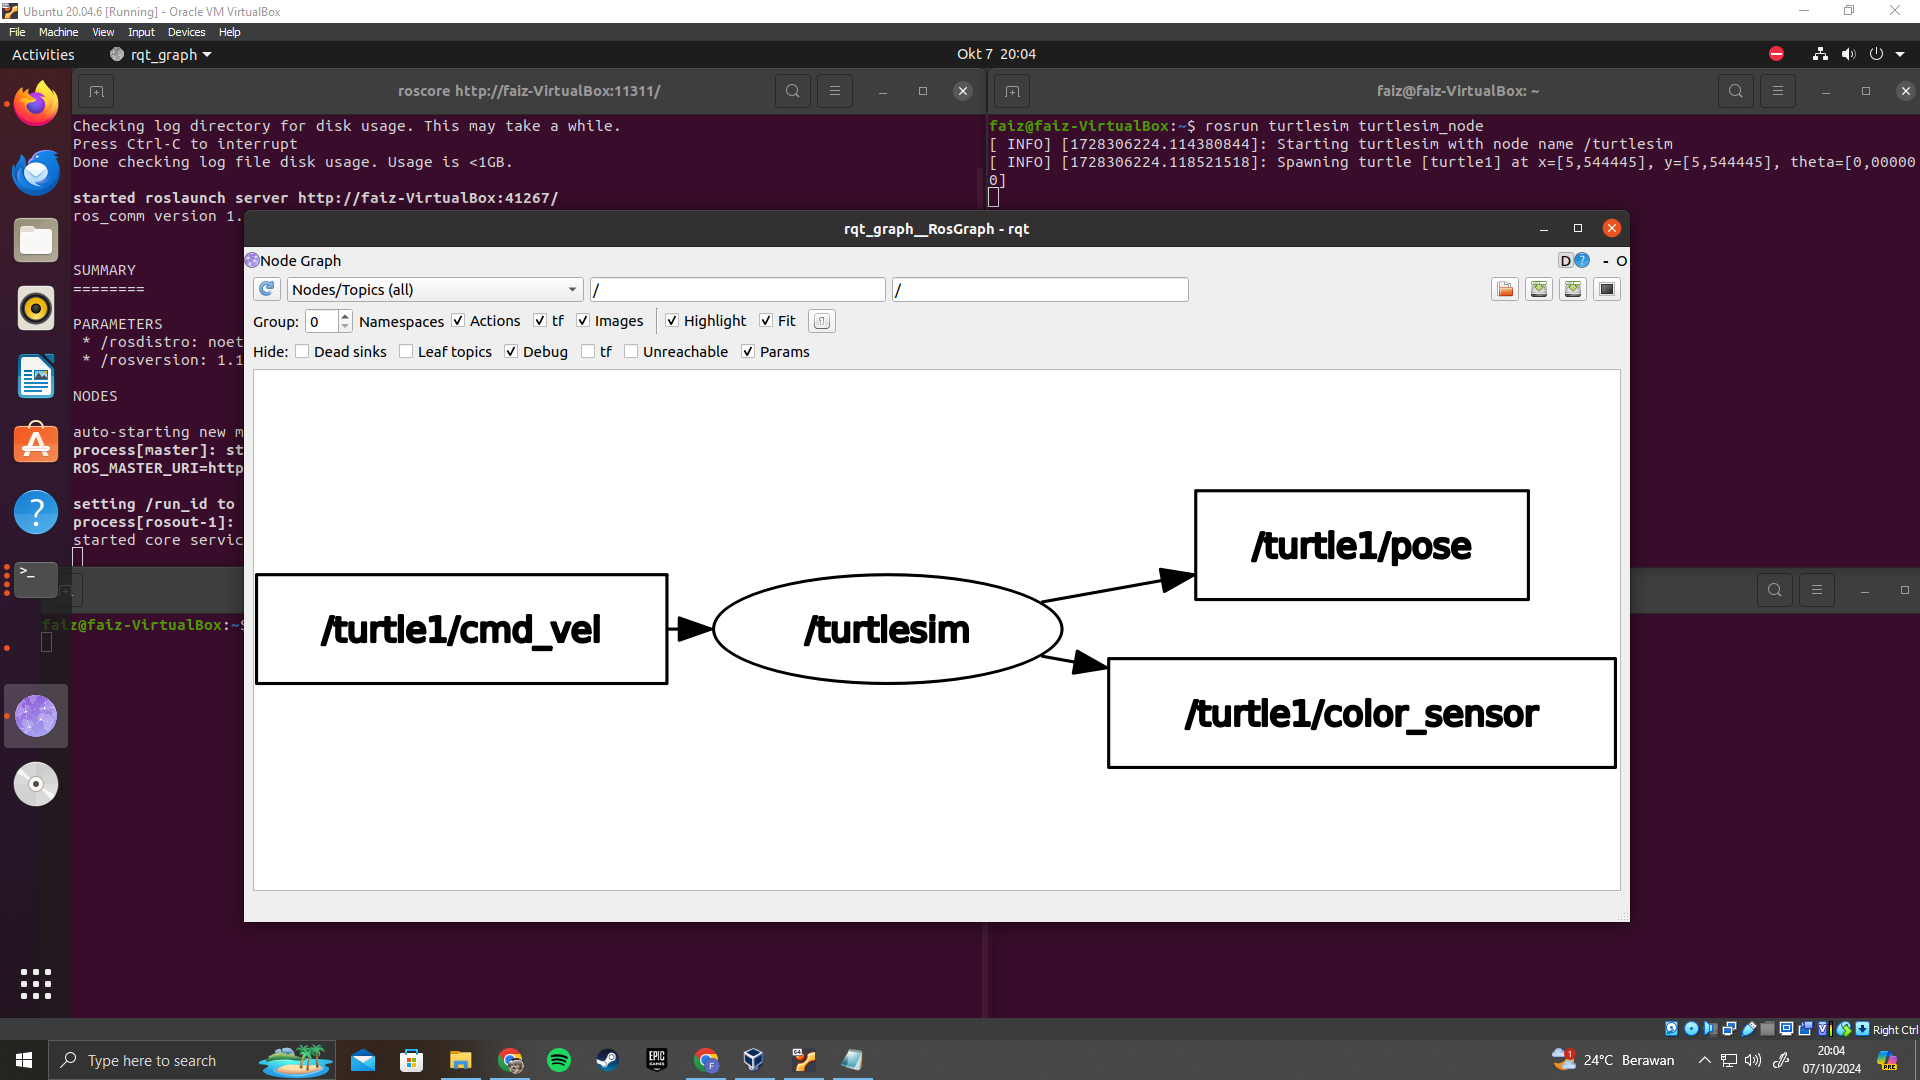 Ubuntu 20.04.6 [Running] - Oracle VM VirtualBox
File Machine View Input Devices Help
Activities rqt_graph Okt 7 20:04
roscore http://faiz-VirtualBox:11311/
Checking log directory for disk usage. This may take a while.
Press Ctrl-C to interrupt
Done checking log file disk usage. Usage is <1GB.
started roslaunch server http://faiz-VirtualBox:41267/
ros_comm version 1.
SUMMARY
========
PARAMETERS
* /rosdistro: noet
* /rosversion: 1.1
NODES
auto-starting new m
process[master]: st
ROS_MASTER_URI=http
setting /run_id to
process[rosout-1]:
started core servic
faiz@faiz-VirtualBox: ~
faiz@faiz-VirtualBox:~$ rosrun turtlesim turtlesim_node
[ INFO] [1728306224.114380844]: Starting turtlesim with node name /turtlesim
[ INFO] [1728306224.118521518]: Spawning turtle [turtle1] at x=[5,544445], y=[5,544445], theta=[0,00000
0]
faiz@faiz-VirtualBox:~$
rqt_graph__RosGraph - rqt
Node Graph D ? - O
Nodes/Topics (all) / /
Group: 0 Namespaces Actions tf Images Highlight Fit
Hide: Dead sinks Leaf topics Debug tf Unreachable Params
/turtle1/pose
/turtle1/cmd_vel
/turtlesim
/turtle1/color_sensor
Right Ctrl
Type here to search
EPIC GAMES
1 24°C Berawan
20:04
07/10/2024